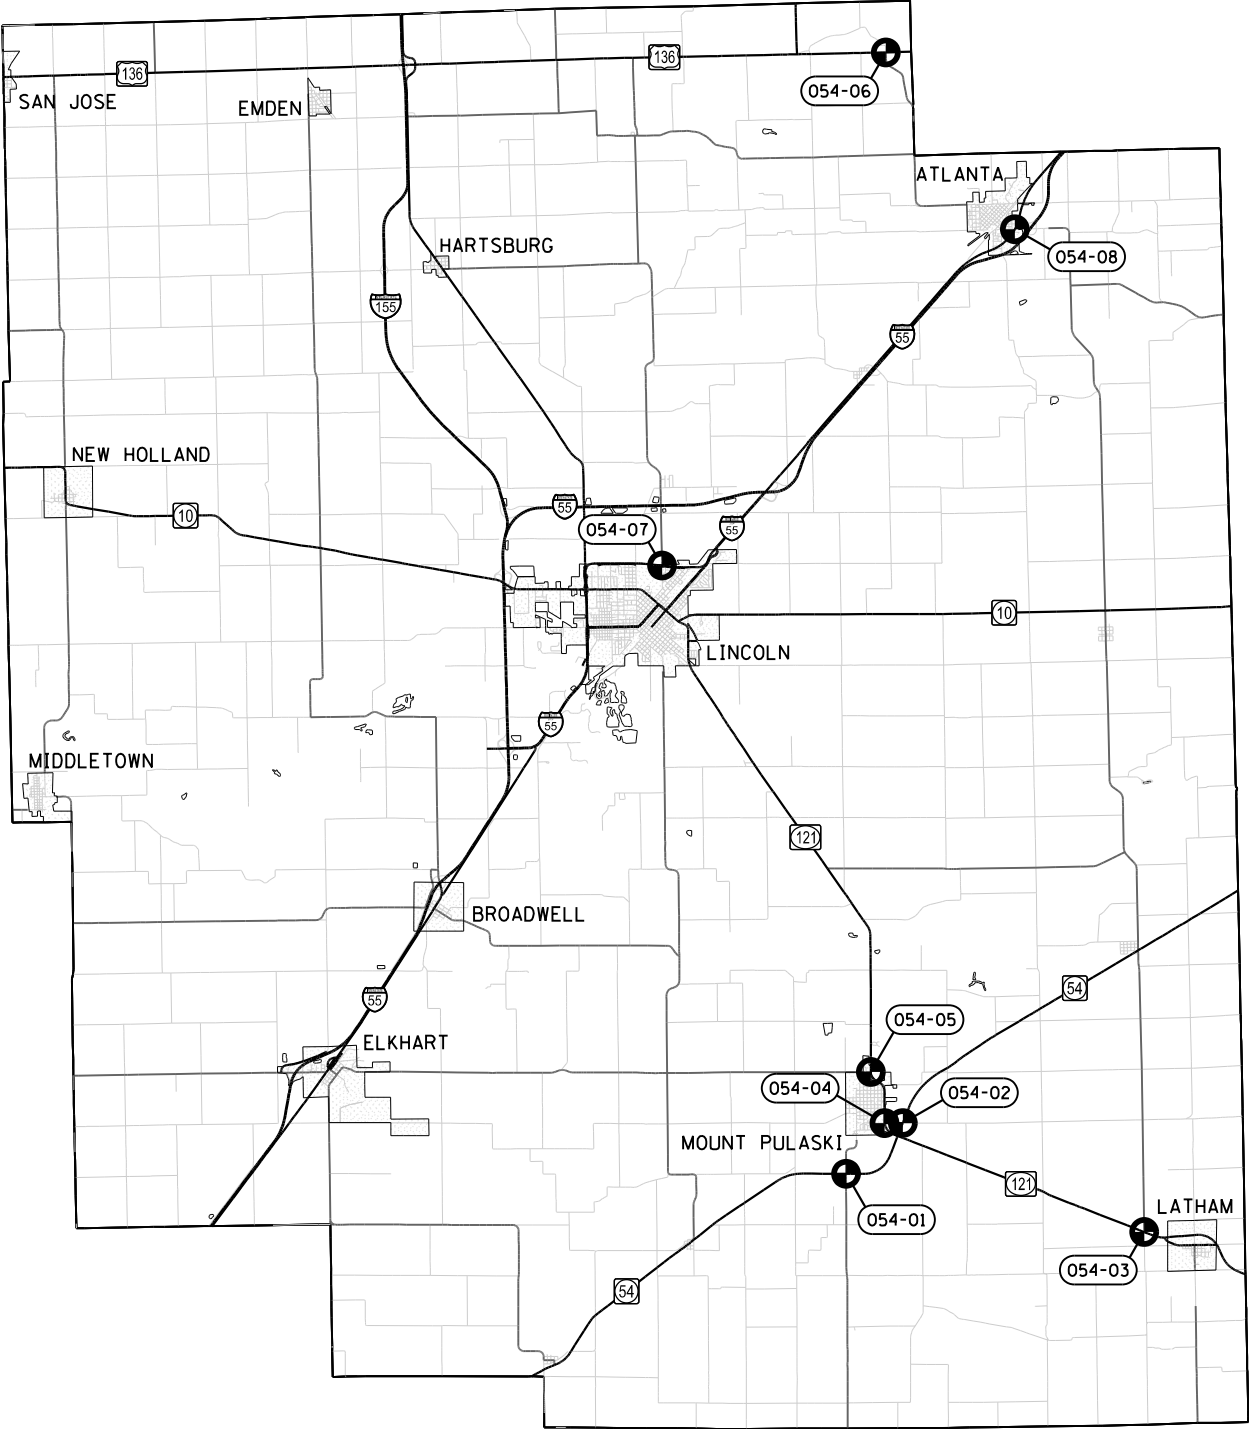 136
136
054-06
SAN JOSE
EMDEN
ATLANTA
HARTSBURG
054-08
155
55
NEW HOLLAND
10
55
054-07
55
10
LINCOLN
55
MIDDLETOWN
121
BROADWELL
55
54
054-05
ELKHART
054-04
054-02
MOUNT PULASKI
121
LATHAM
054-01
054-03
54